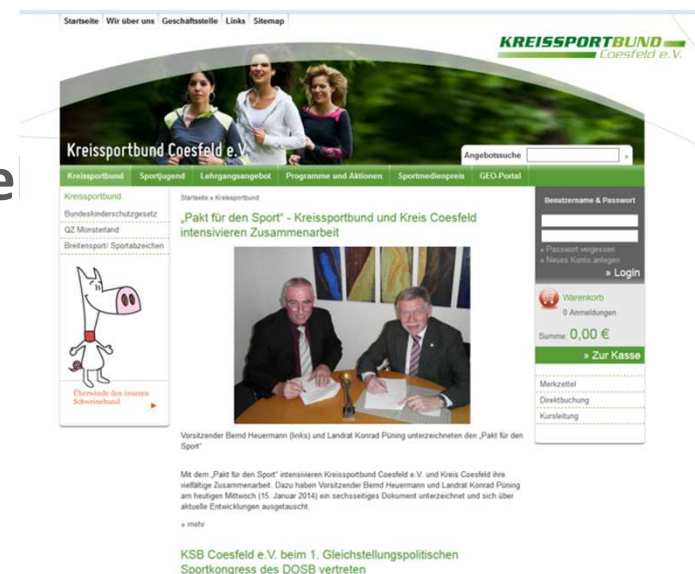 Startseite Wir über uns Geschäftsstelle Links Sitemap
KREISSPORTBUND
Coesfeld e.V.
Kreissportbund Coesfeld e.V.
Angebotssuche »
e
Kreissportbund Sportjugend Lehrgangsangebot Programme und Aktionen Sportmedienpreis GEO-Portal
Kreissportbund
Bundeskinderschutzgesetz
QZ Münsterland
Breitensport/ Sportabzeichen
Überwinde den inneren
Schweinehund
Startseite » Kreissportbund
„Pakt für den Sport" - Kreissportbund und Kreis Coesfeld
intensivieren Zusammenarbeit
Vorsitzender Bernd Heuermann (links) und Landrat Konrad Püning unterzeichneten den „Pakt für den
Sport"
Mit dem „Pakt für den Sport" intensivieren Kreissportbund Coesfeld e.V. und Kreis Coesfeld ihre
vielfältige Zusammenarbeit. Dazu haben Vorsitzender Bernd Heuermann und Landrat Konrad Püning
am heutigen Mittwoch (15. Januar 2014) ein sechsseitiges Dokument unterzeichnet und sich über
aktuelle Entwicklungen ausgetauscht.
» mehr
KSB Coesfeld e.V. beim 1. Gleichstellungspolitischen
Sportkongress des DOSB vertreten
Benutzername & Passwort
» Passwort vergessen
» Neues Konto anlegen
» Login
Warenkorb
0 Anmeldungen
Summe: 0,00 €
» Zur Kasse
Merkzettel
Direktbuchung
Kursleitung